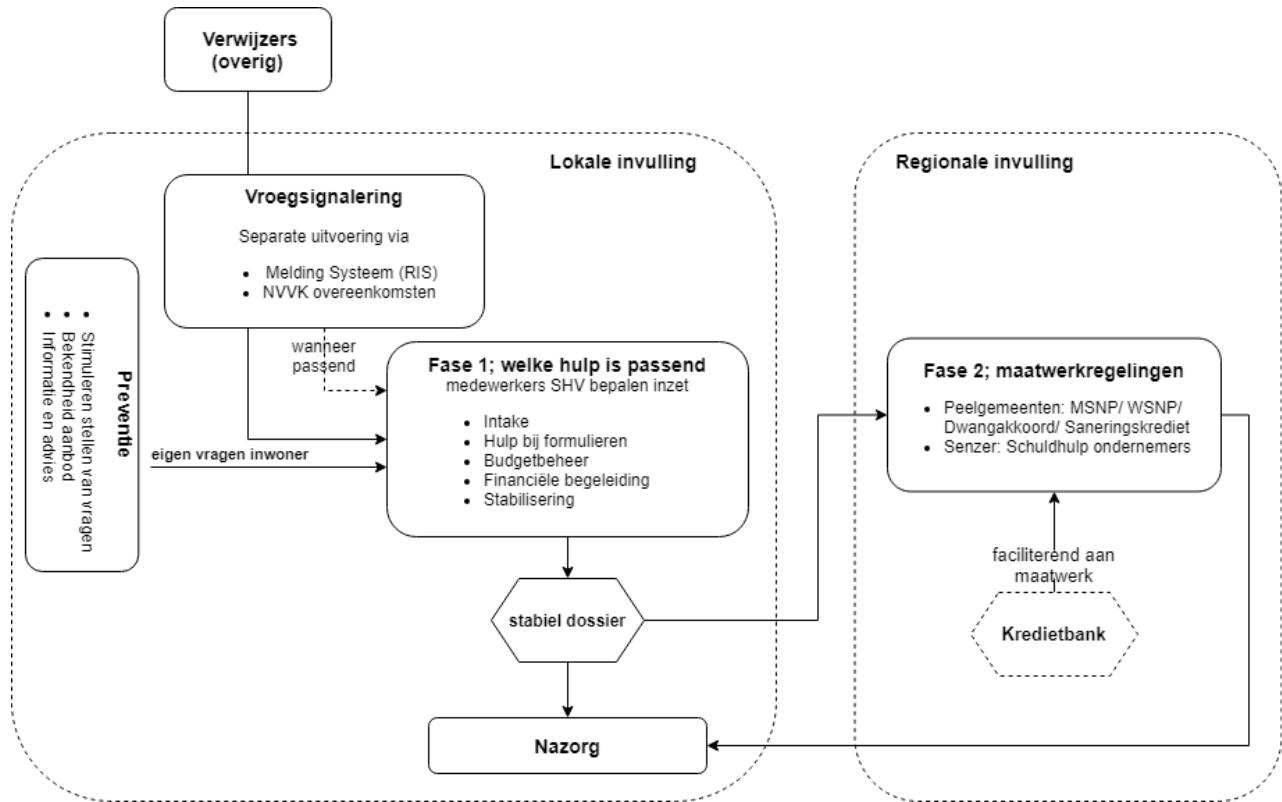 Verwijzers
(overig)
Lokale invulling
Regionale invulling
Vroegsignalering
Separate uitvoering via
• Melding Systeem (RIS)
• NVVK overeenkomsten
Preventie
• Stimuleren stellen van vragen
• Bekendheid aanbod
• Informatie en advies
wanneer
passend
eigen vragen inwoner
Fase 1; welke hulp is passend
medewerkers SHV bepalen inzet
• Intake
• Hulp bij formulieren
• Budgetbeheer
• Financiële begeleiding
• Stabilisering
Fase 2; maatwerkregelingen
• Peelgemeenten: MSNP/ WSNP/
Dwangakkoord/ Saneringskrediet
• Senzer: Schuldhulp ondernemers
faciliterend aan
maatwerk
stabiel dossier
Kredietbank
Nazorg